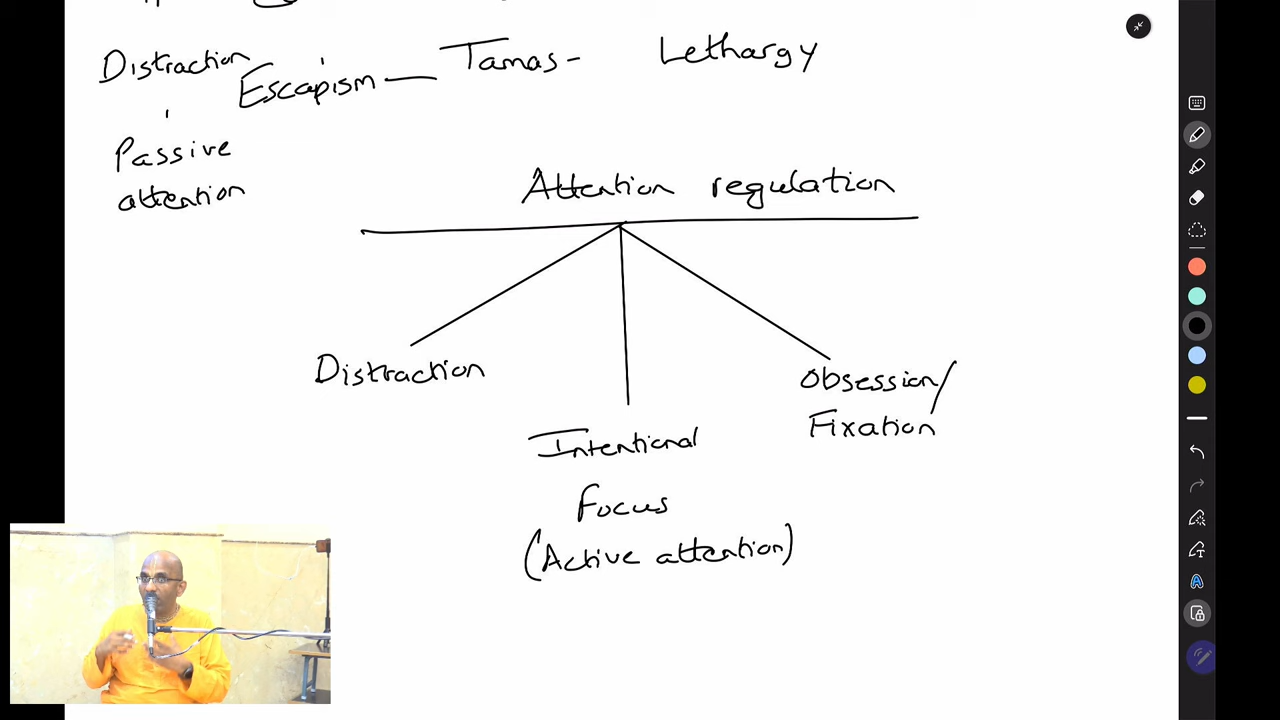 Distraction Escapism — Tamas - Lethargy
Passive
attention
Attention regulation
Distraction
Obsession/
Fixation
Intentional
Focus
(Active attention)